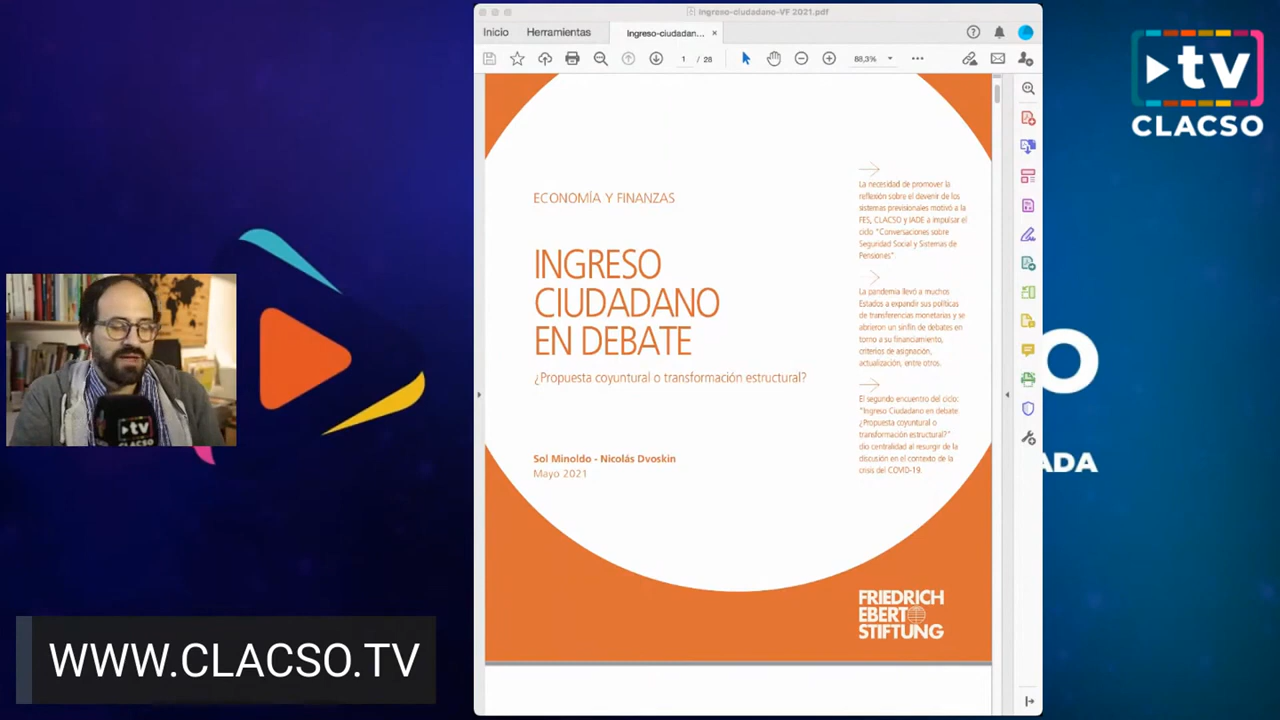 Ingreso-ciudadano-VF 2021.pdf
Inicio
Herramientas
Ingreso-ciudadan...
1 / 28
88,3%
ECONOMÍA Y FINANZAS
INGRESO
CIUDADANO
EN DEBATE
¿Propuesta coyuntural o transformación estructural?
Sol Minoldo - Nicolás Dvoskin
Mayo 2021
La necesidad de promover la
reflexión sobre el devenir de los
sistemas previsionales motivó a la
FES, CLACSO y IADE a impulsar el
ciclo "Conversaciones sobre
Seguridad Social y Sistemas de
Pensiones".
La pandemia llevó a muchos
Estados a expandir sus políticas
de transferencias monetarias y se
abrieron un sinfín de debates en
torno a su financiamiento,
criterios de asignación,
actualización, entre otros.
El segundo encuentro del ciclo:
"Ingreso Ciudadano en debate
¿Propuesta coyuntural o
transformación estructural?"
dio centralidad al resurgir de la
discusión en el contexto de la
crisis del COVID-19.
FRIEDRICH
EBERT
STIFTUNG
tv
CLACSO
O
ADA
tv
CLACSO
WWW.CLACSO.TV